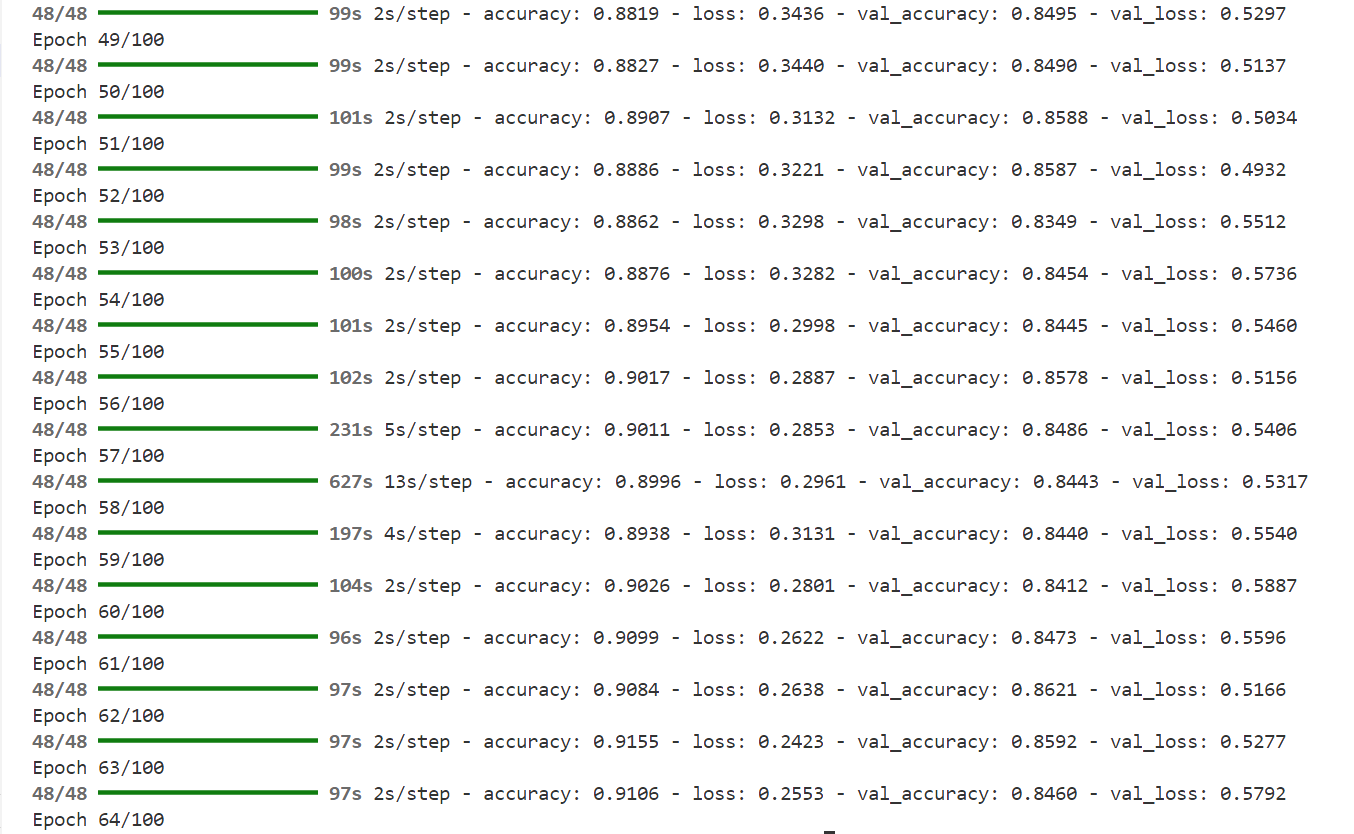 48/48 99s 2s/step - accuracy: 0.8819 - loss: 0.3436 - val_accuracy: 0.8495 - val_loss: 0.5297
Epoch 49/100
48/48 99s 2s/step - accuracy: 0.8827 - loss: 0.3440 - val_accuracy: 0.8490 - val_loss: 0.5137
Epoch 50/100
48/48 101s 2s/step - accuracy: 0.8907 - loss: 0.3132 - val_accuracy: 0.8588 - val_loss: 0.5034
Epoch 51/100
48/48 99s 2s/step - accuracy: 0.8886 - loss: 0.3221 - val_accuracy: 0.8587 - val_loss: 0.4932
Epoch 52/100
48/48 98s 2s/step - accuracy: 0.8862 - loss: 0.3298 - val_accuracy: 0.8349 - val_loss: 0.5512
Epoch 53/100
48/48 100s 2s/step - accuracy: 0.8876 - loss: 0.3282 - val_accuracy: 0.8454 - val_loss: 0.5736
Epoch 54/100
48/48 101s 2s/step - accuracy: 0.8954 - loss: 0.2998 - val_accuracy: 0.8445 - val_loss: 0.5460
Epoch 55/100
48/48 102s 2s/step - accuracy: 0.9017 - loss: 0.2887 - val_accuracy: 0.8578 - val_loss: 0.5156
Epoch 56/100
48/48 231s 5s/step - accuracy: 0.9011 - loss: 0.2853 - val_accuracy: 0.8486 - val_loss: 0.5406
Epoch 57/100
48/48 627s 13s/step - accuracy: 0.8996 - loss: 0.2961 - val_accuracy: 0.8443 - val_loss: 0.5317
Epoch 58/100
48/48 197s 4s/step - accuracy: 0.8938 - loss: 0.3131 - val_accuracy: 0.8440 - val_loss: 0.5540
Epoch 59/100
48/48 104s 2s/step - accuracy: 0.9026 - loss: 0.2801 - val_accuracy: 0.8412 - val_loss: 0.5887
Epoch 60/100
48/48 96s 2s/step - accuracy: 0.9099 - loss: 0.2622 - val_accuracy: 0.8473 - val_loss: 0.5596
Epoch 61/100
48/48 97s 2s/step - accuracy: 0.9084 - loss: 0.2638 - val_accuracy: 0.8621 - val_loss: 0.5166
Epoch 62/100
48/48 97s 2s/step - accuracy: 0.9155 - loss: 0.2423 - val_accuracy: 0.8592 - val_loss: 0.5277
Epoch 63/100
48/48 97s 2s/step - accuracy: 0.9106 - loss: 0.2553 - val_accuracy: 0.8460 - val_loss: 0.5792
Epoch 64/100